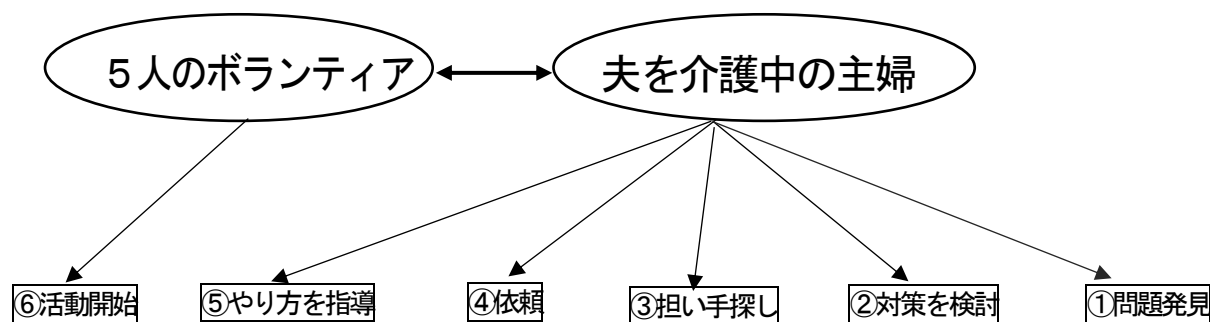 ５人のボランティア
夫を介護中の主婦
⑥活動開始
⑤やり方を指導
④依頼
③担い手探し
②対策を検討
①問題発見